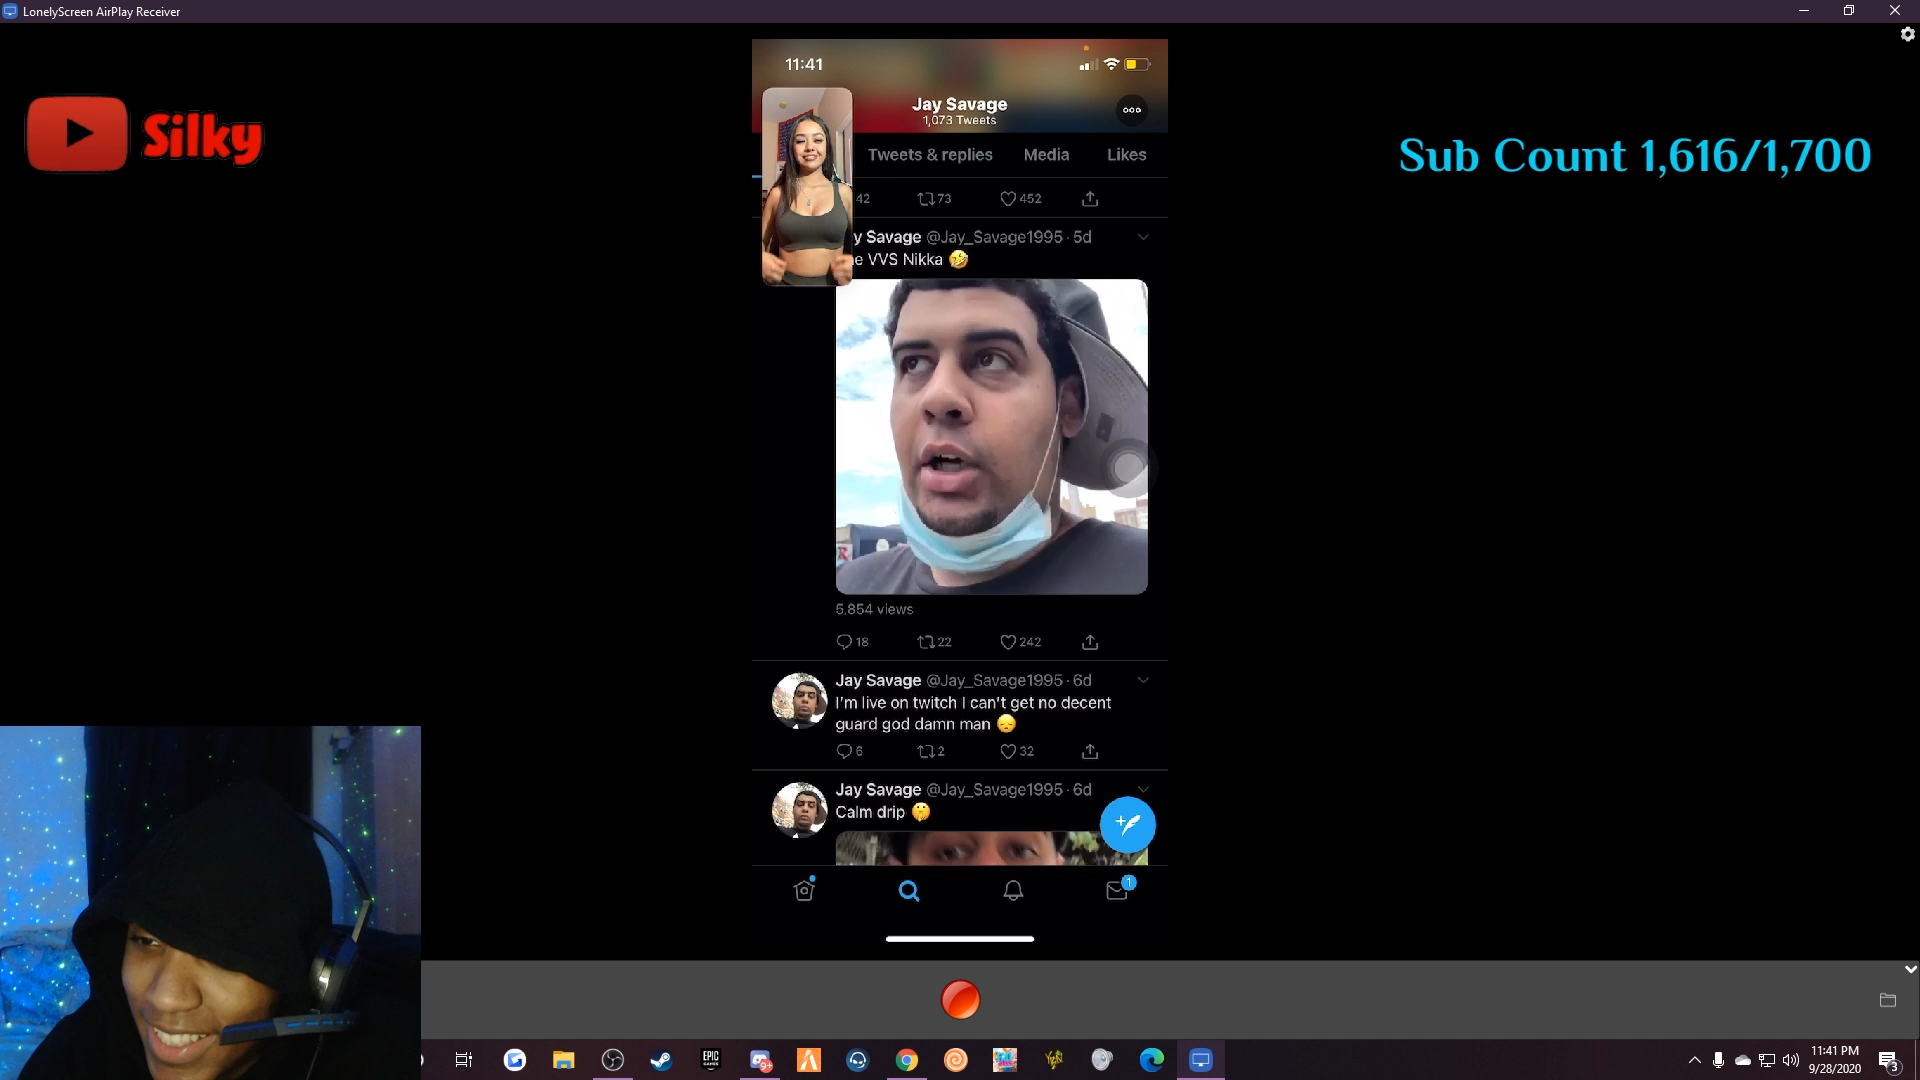 LonelyScreen AirPlay Receiver
11:41
Silky
Jay Savage
1,073 Tweets
Sub Count 1,616/1,700
Tweets & replies
Media
Likes
42
73
452
y Savage @Jay_Savage1995 · 5d
e VVS Nikka 🤣
5,854 views
18
22
242
Jay Savage @Jay_Savage1995 · 6d
I'm live on twitch I can't get no decent
guard god damn man 😞
6
2
32
Jay Savage @Jay_Savage1995 · 6d
Calm drip 🤫
1
EPIC
GAMES
9+
11:41 PM
9/28/2020
3